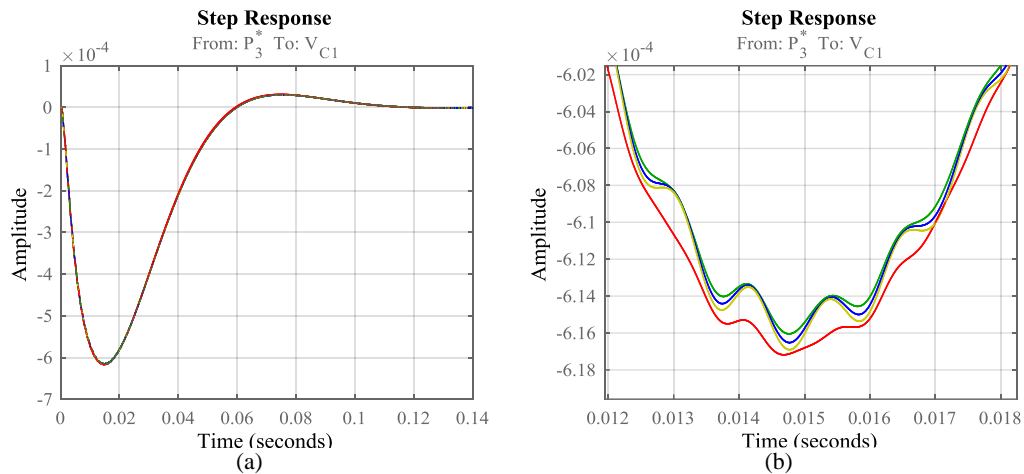 Step Response
From: P*3 To: VC1
×10-4
1
0
-1
-2
-3
-4
-5
-6
-7
Amplitude
0 0.02 0.04 0.06 0.08 0.10 0.12 0.14
Time (seconds)
(a)
Step Response
From: P*3 To: VC1
×10-4
-6.02
-6.04
-6.06
-6.08
-6.1
-6.12
-6.14
-6.16
-6.18
Amplitude
0.012 0.013 0.014 0.015 0.016 0.017 0.018
Time (seconds)
(b)